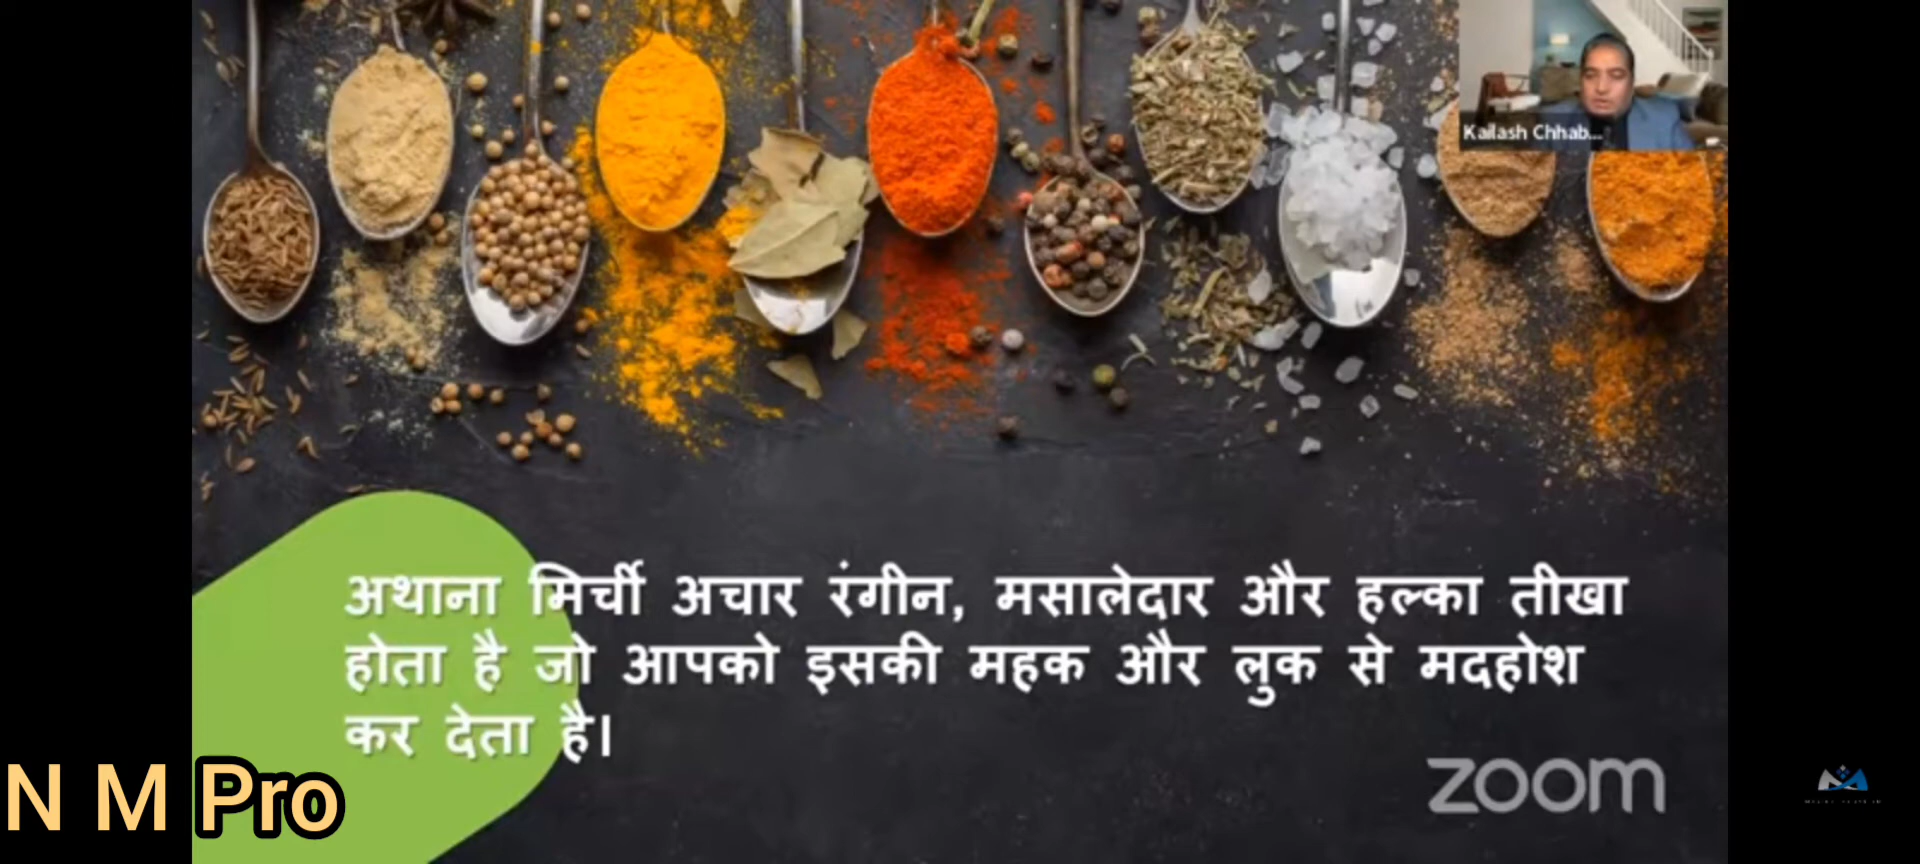 Kailash Chhab...
अथाना मिर्ची अचार रंगीन, मसालेदार और हल्का तीखा
होता है जो आपको इसकी महक और लुक से मदहोश
कर देता है।
N M Pro
zoom